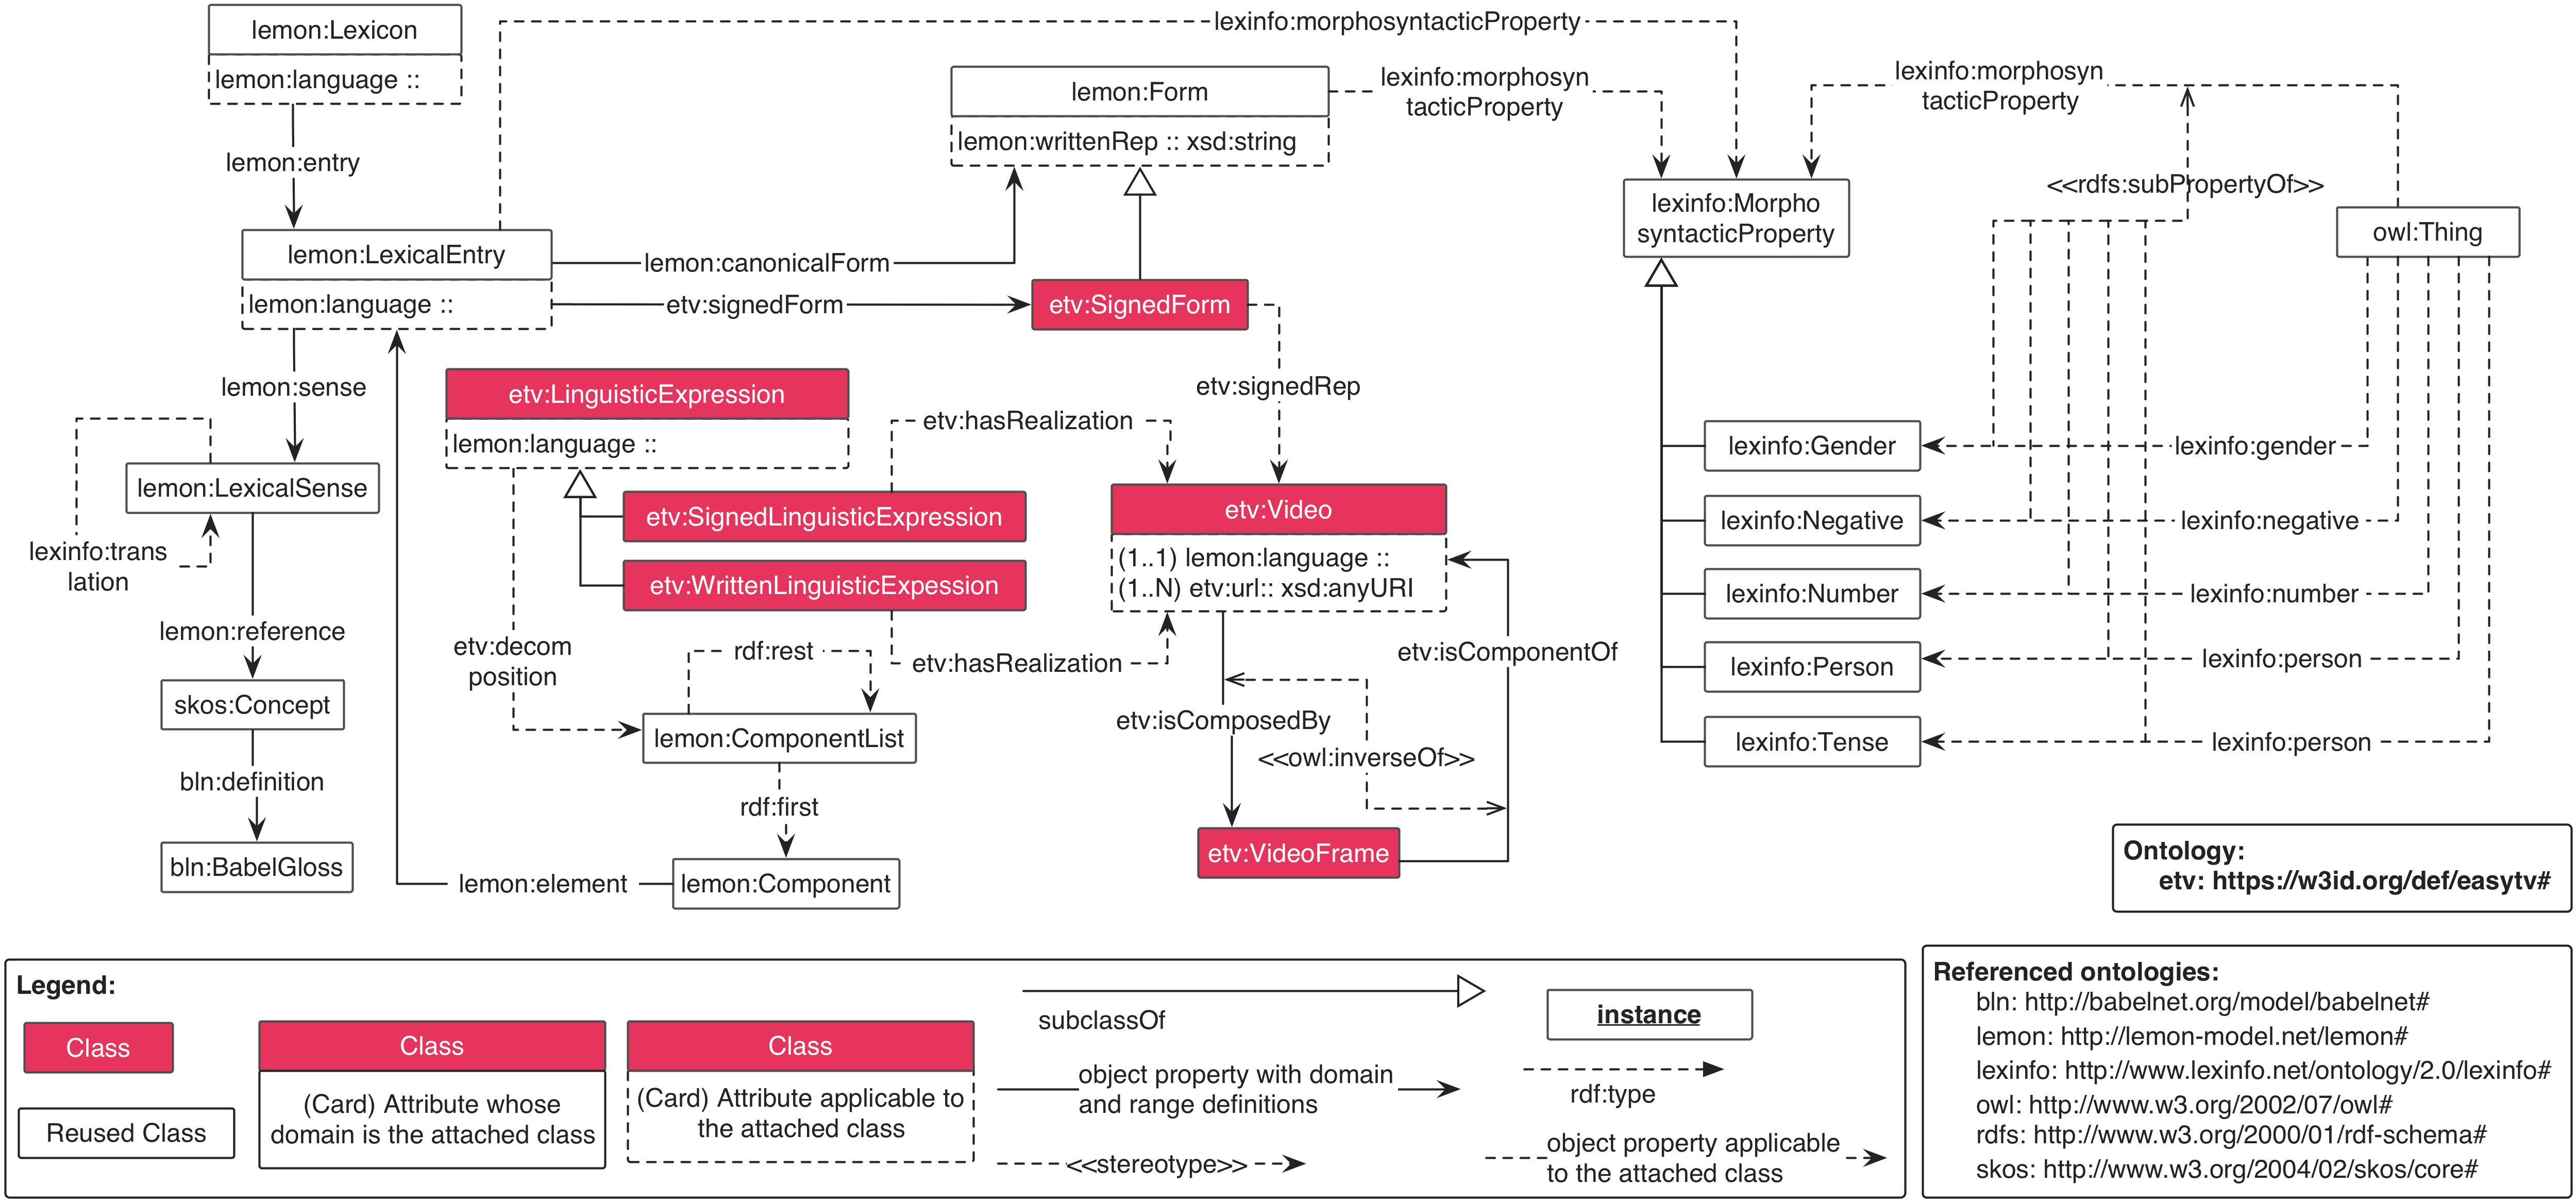 lemon:Lexicon
lemon:language ::
lemon:entry
lexinfo:morphosyntacticProperty
lemon:Form
lemon:writtenRep :: xsd:string
lexinfo:morphosyn
tacticProperty
lexinfo:morphosyn
tacticProperty
<<rdfs:subPropertyOf>>
lexinfo:Morpho
syntacticProperty
owl:Thing
lemon:LexicalEntry
lemon:language ::
lemon:canonicalForm
etv:signedForm
etv:SignedForm
lemon:sense
etv:LinguisticExpression
lemon:language ::
etv:hasRealization
etv:signedRep
lexinfo:Gender
lexinfo:gender
lemon:LexicalSense
etv:SignedLinguisticExpression
etv:Video
(1..1) lemon:language ::
(1..N) etv:url:: xsd:anyURI
lexinfo:Negative
lexinfo:negative
lexinfo:trans
lation
etv:WrittenLinguisticExpession
lexinfo:Number
lexinfo:number
lemon:reference
etv:decom
position
rdf:rest
etv:hasRealization
etv:isComponentOf
lexinfo:Person
lexinfo:person
skos:Concept
lemon:ComponentList
etv:isComposedBy
<<owl:inverseOf>>
lexinfo:Tense
lexinfo:person
bln:definition
rdf:first
bln:BabelGloss
lemon:element
lemon:Component
etv:VideoFrame
Ontology:
etv: https://w3id.org/def/easytv#
Legend:
Class
Reused Class
Class
(Card) Attribute whose
domain is the attached class
Class
(Card) Attribute applicable to
the attached class
subclassOf
object property with domain
and range definitions
<<stereotype>>
instance
rdf:type
object property applicable
to the attached class
Referenced ontologies:
bln: http://babelnet.org/model/babelnet#
lemon: http://lemon-model.net/lemon#
lexinfo: http://www.lexinfo.net/ontology/2.0/lexinfo#
owl: http://www.w3.org/2002/07/owl#
rdfs: http://www.w3.org/2000/01/rdf-schema#
skos: http://www.w3.org/2004/02/skos/core#